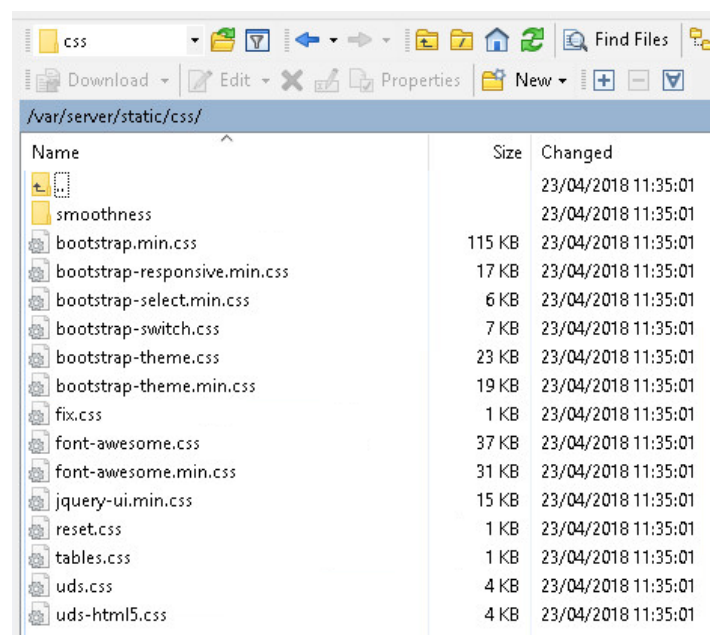 css Find Files
Download Edit Properties New
/var/server/static/css/
Name Size Changed
.. 23/04/2018 11:35:01
smoothness 23/04/2018 11:35:01
bootstrap.min.css 115 KB 23/04/2018 11:35:01
bootstrap-responsive.min.css 17 KB 23/04/2018 11:35:01
bootstrap-select.min.css 6 KB 23/04/2018 11:35:01
bootstrap-switch.css 7 KB 23/04/2018 11:35:01
bootstrap-theme.css 23 KB 23/04/2018 11:35:01
bootstrap-theme.min.css 19 KB 23/04/2018 11:35:01
fix.css 1 KB 23/04/2018 11:35:01
font-awesome.css 37 KB 23/04/2018 11:35:01
font-awesome.min.css 31 KB 23/04/2018 11:35:01
jquery-ui.min.css 15 KB 23/04/2018 11:35:01
reset.css 1 KB 23/04/2018 11:35:01
tables.css 1 KB 23/04/2018 11:35:01
uds.css 4 KB 23/04/2018 11:35:01
uds-html5.css 4 KB 23/04/2018 11:35:01